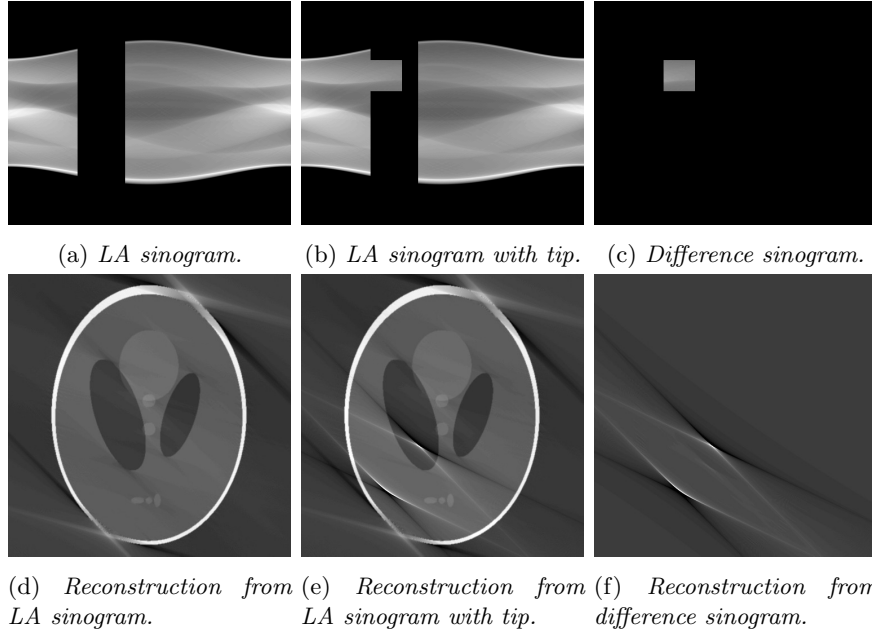 (a) LA sinogram.
(b) LA sinogram with tip.
(c) Difference sinogram.
(d) Reconstruction from
LA sinogram.
(e) Reconstruction from
LA sinogram with tip.
(f) Reconstruction from
difference sinogram.